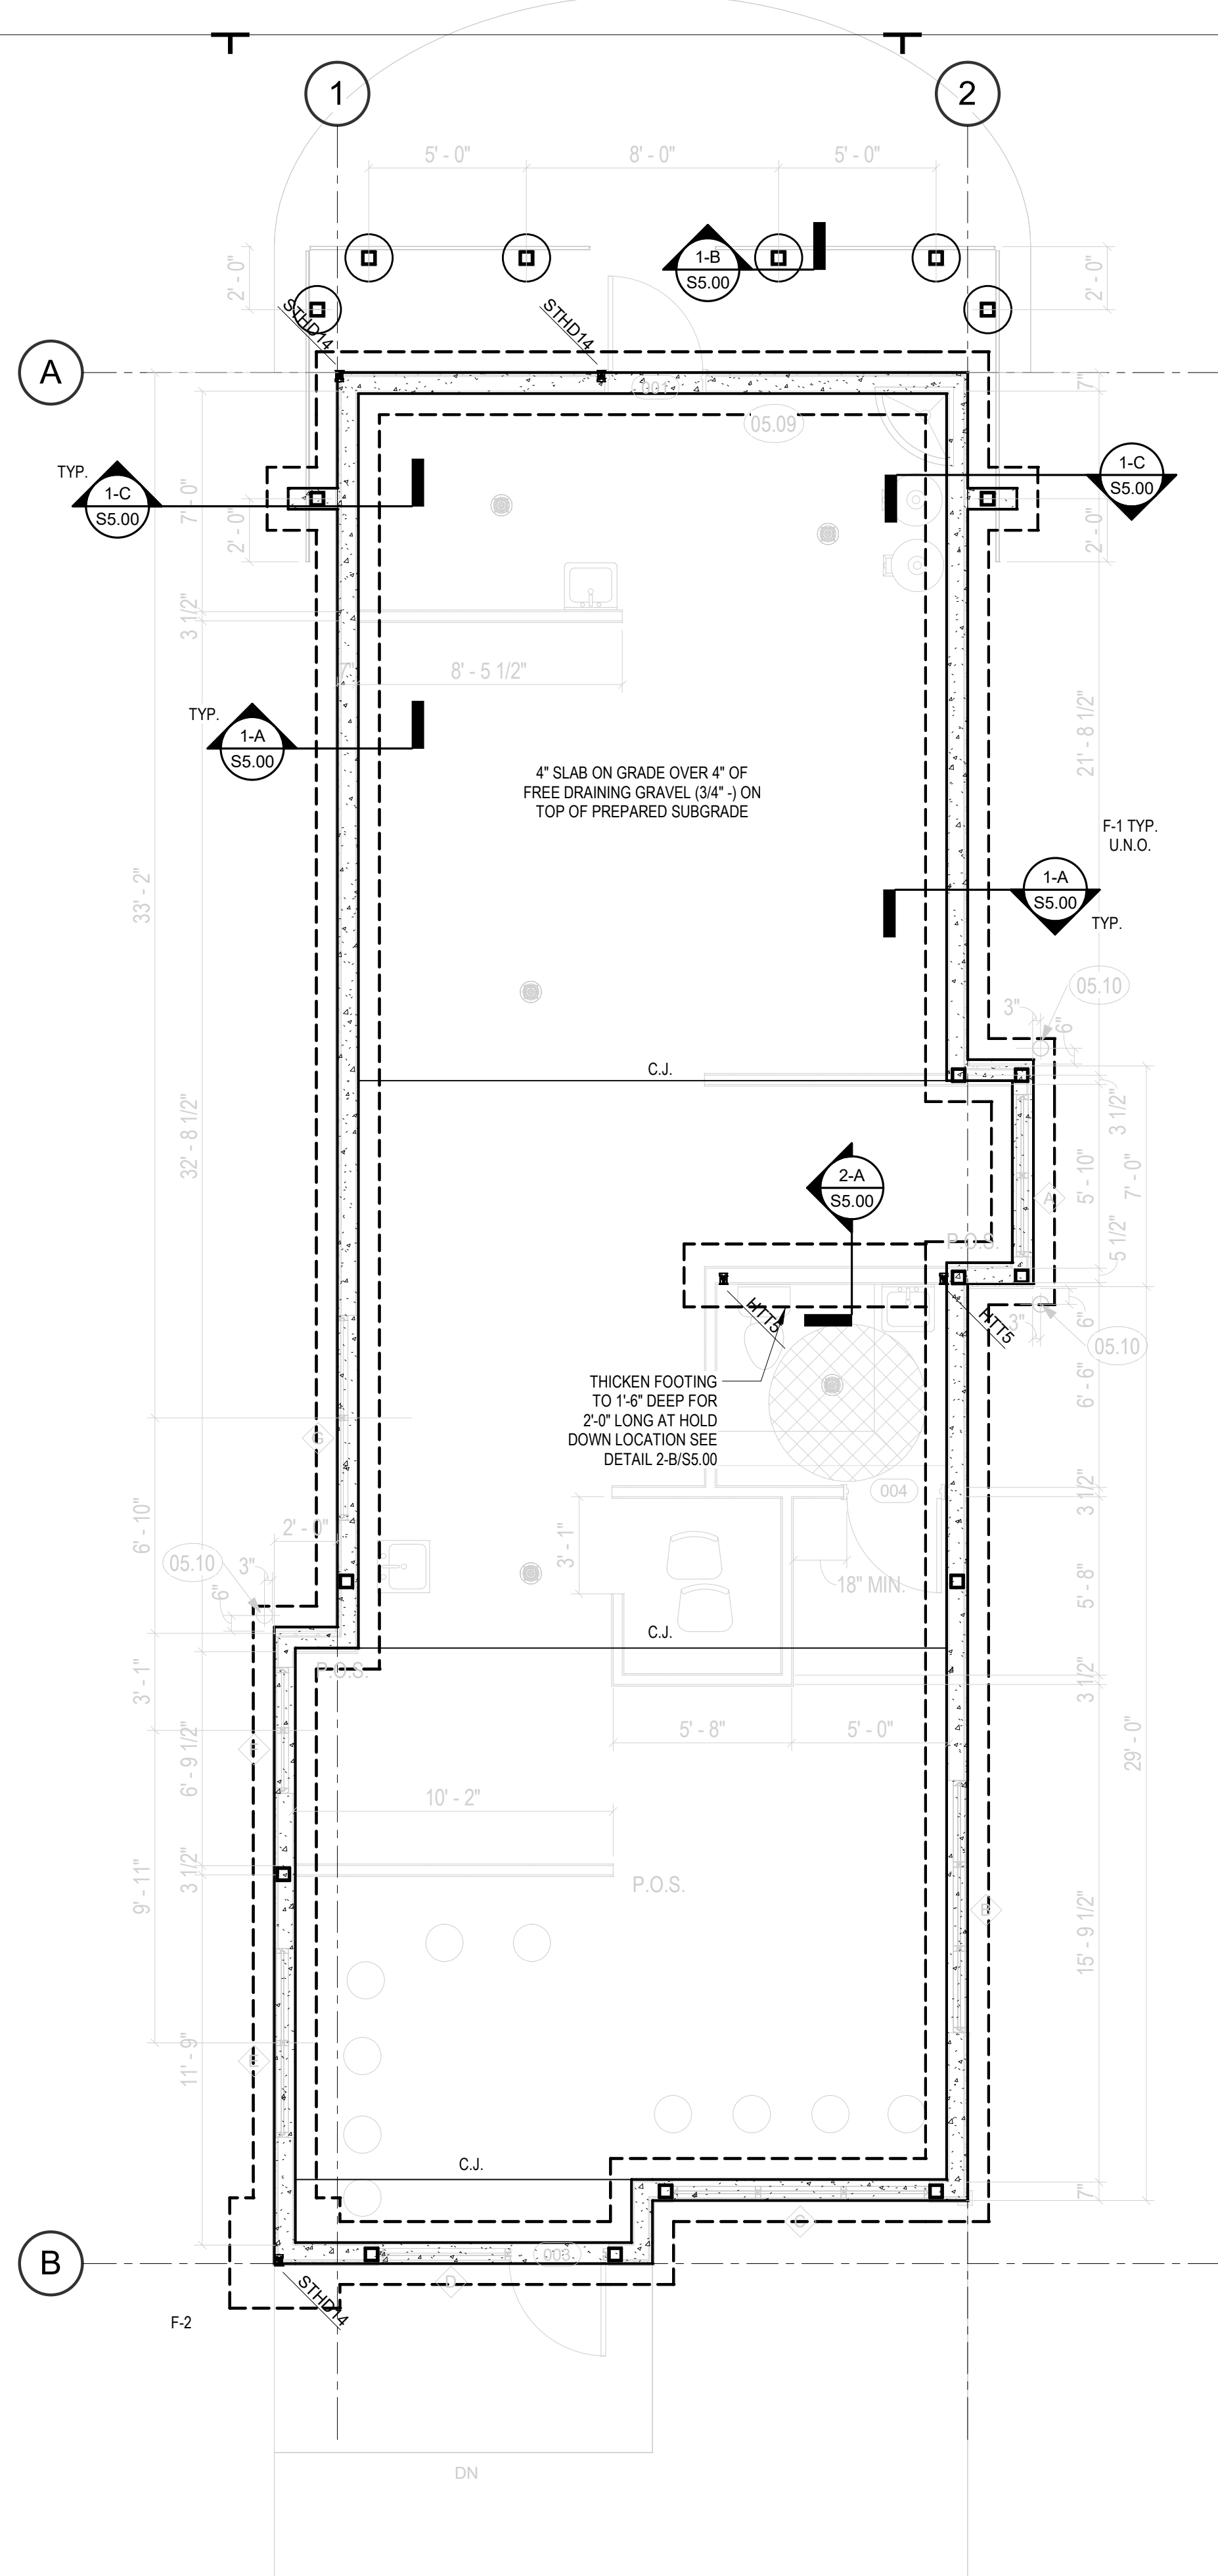 1
2
5' - 0"
8' - 0"
5' - 0"
1-B
S5.00
2' - 0"
2' - 0"
STHD14
STHD14
A
7"
001
05.09
TYP.
1-C
S5.00
1-C
S5.00
7' - 0"
2' - 0"
2' - 0"
3 1/2"
7"
8' - 5 1/2"
TYP.
1-A
S5.00
21' - 8 1/2"
4" SLAB ON GRADE OVER 4" OF
FREE DRAINING GRAVEL (3/4" -) ON
TOP OF PREPARED SUBGRADE
F-1 TYP.
U.N.O.
33' - 2"
1-A
S5.00
TYP.
05.10
3"
6"
C.J.
3 1/2"
32' - 8 1/2"
5' - 10"
7' - 0"
2-A
S5.00
A
P.O.S.
5 1/2"
HTT5
HTT5
6"
3"
05.10
THICKEN FOOTING
TO 1'-6" DEEP FOR
2'-0" LONG AT HOLD
DOWN LOCATION SEE
DETAIL 2-B/S5.00
6' - 6"
G
004
3 1/2"
6' - 10"
2' - 0"
3' - 1"
05.10
3"
6"
18" MIN.
5' - 8"
C.J.
P.O.S.
3' - 1"
3 1/2"
5' - 8"
5' - 0"
29' - 0"
F
6' - 9 1/2"
10' - 2"
3 1/2"
P.O.S.
9' - 11"
B
15' - 9 1/2"
E
11' - 9"
C.J.
7"
C
B
003
D
STHD14
F-2
DN